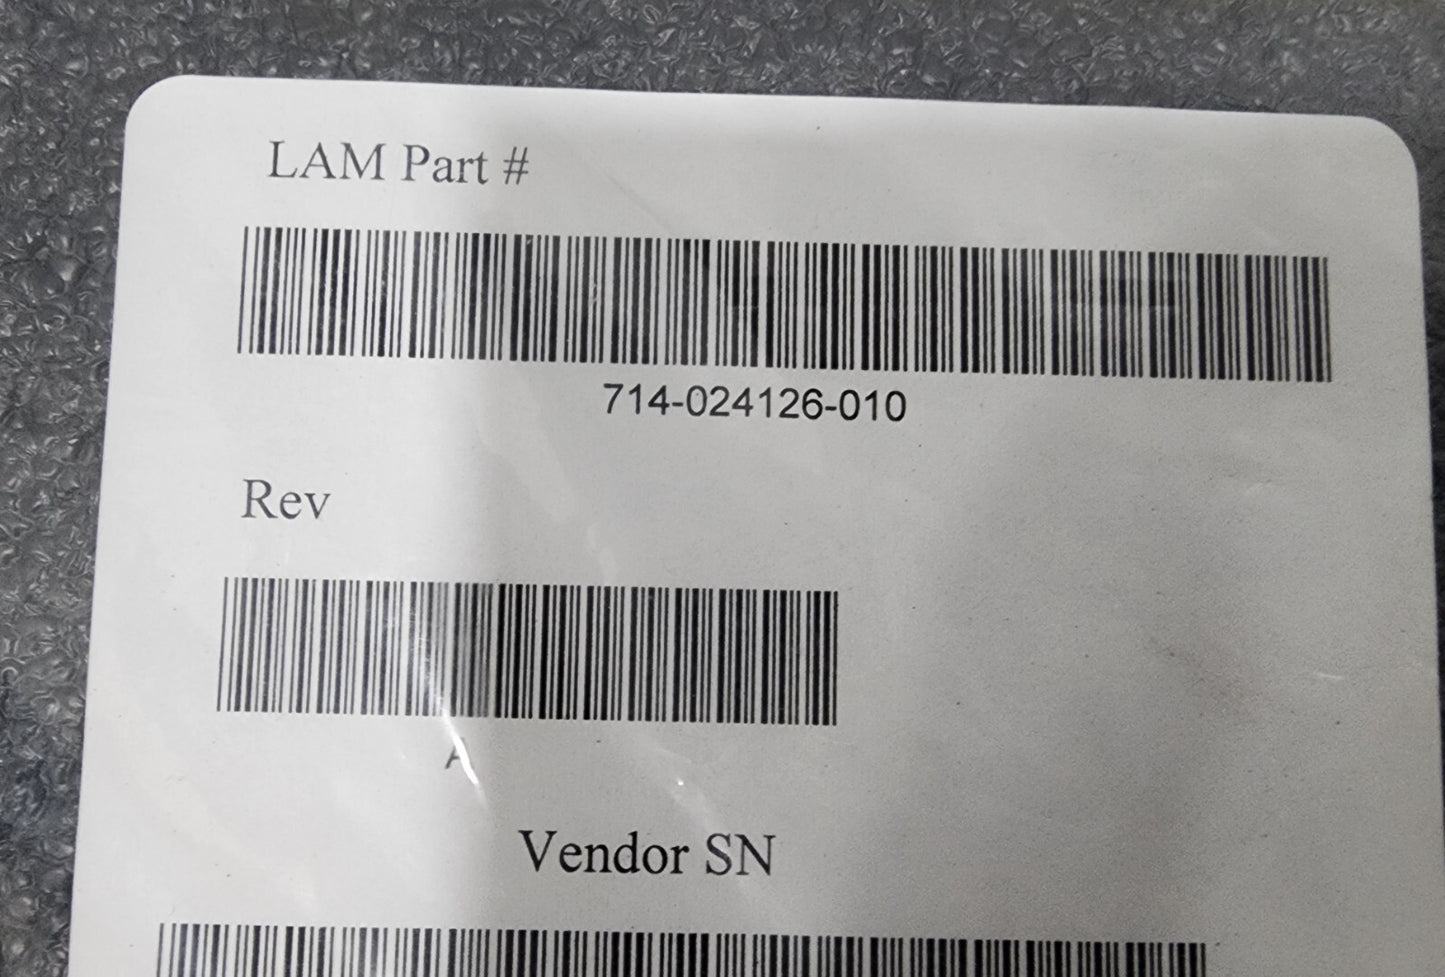 LAM Part #
714-024126-010
Rev
A
Vendor SN